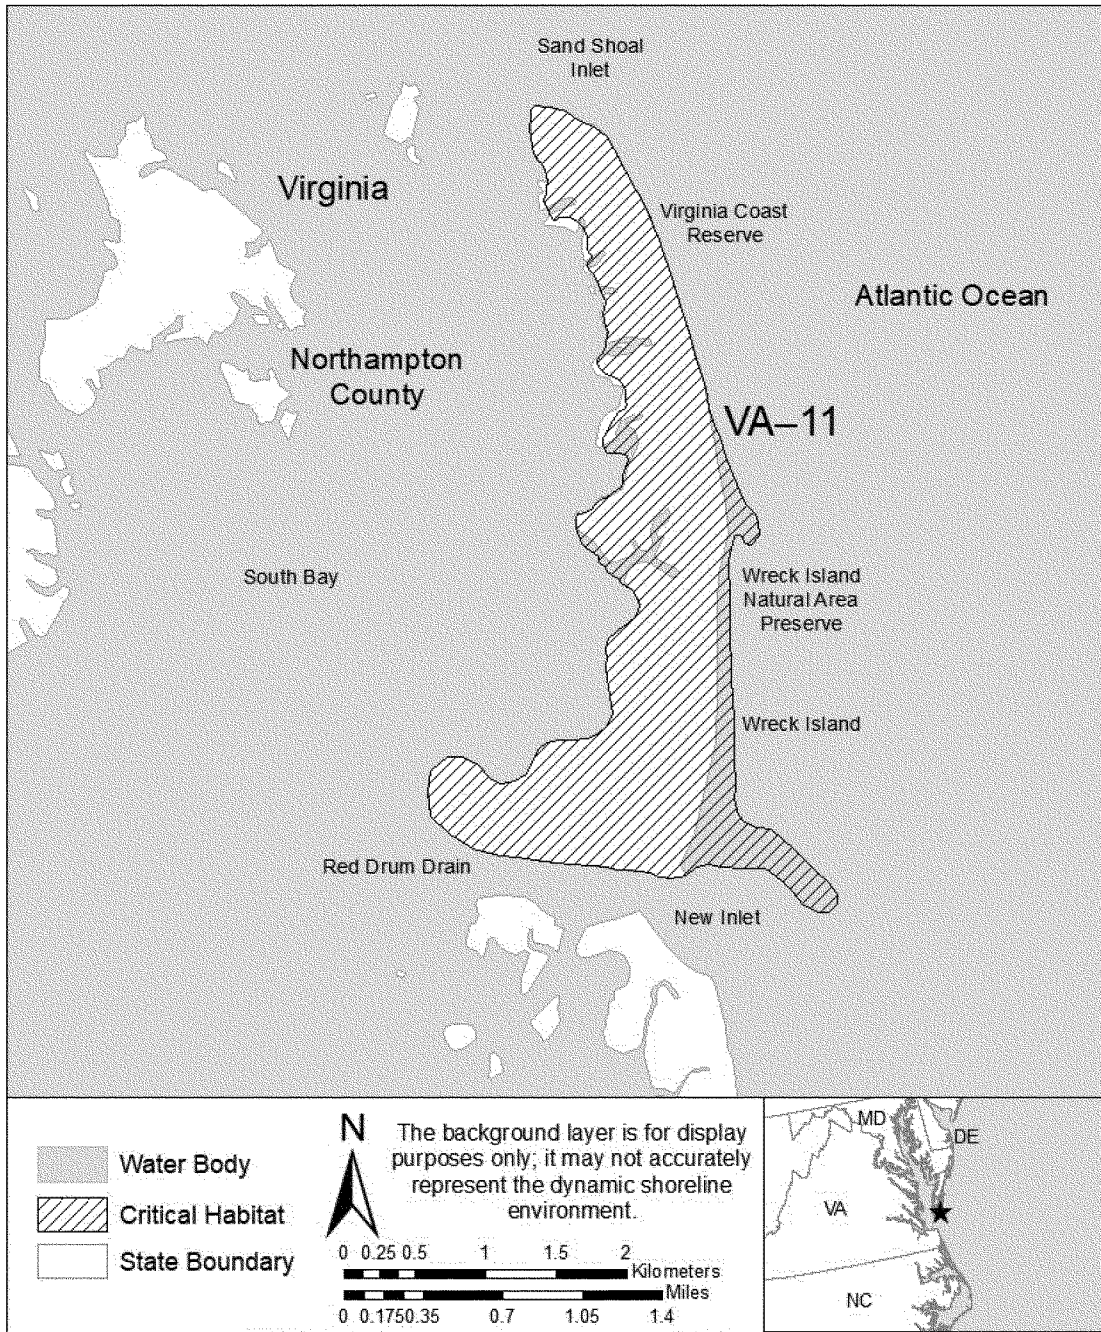 Sand Shoal
Inlet
Virginia
Virginia Coast
Reserve
Atlantic Ocean
Northampton
County
VA–11
South Bay
Wreck Island
Natural Area
Preserve
Wreck Island
Red Drum Drain
New Inlet
Water Body
Critical Habitat
State Boundary
N
The background layer is for display
purposes only; it may not accurately
represent the dynamic shoreline
environment.
0 0.25 0.5 1 1.5 2
Kilometers
Miles
0 0.175 0.35 0.7 1.05 1.4
MD
DE
VA
NC